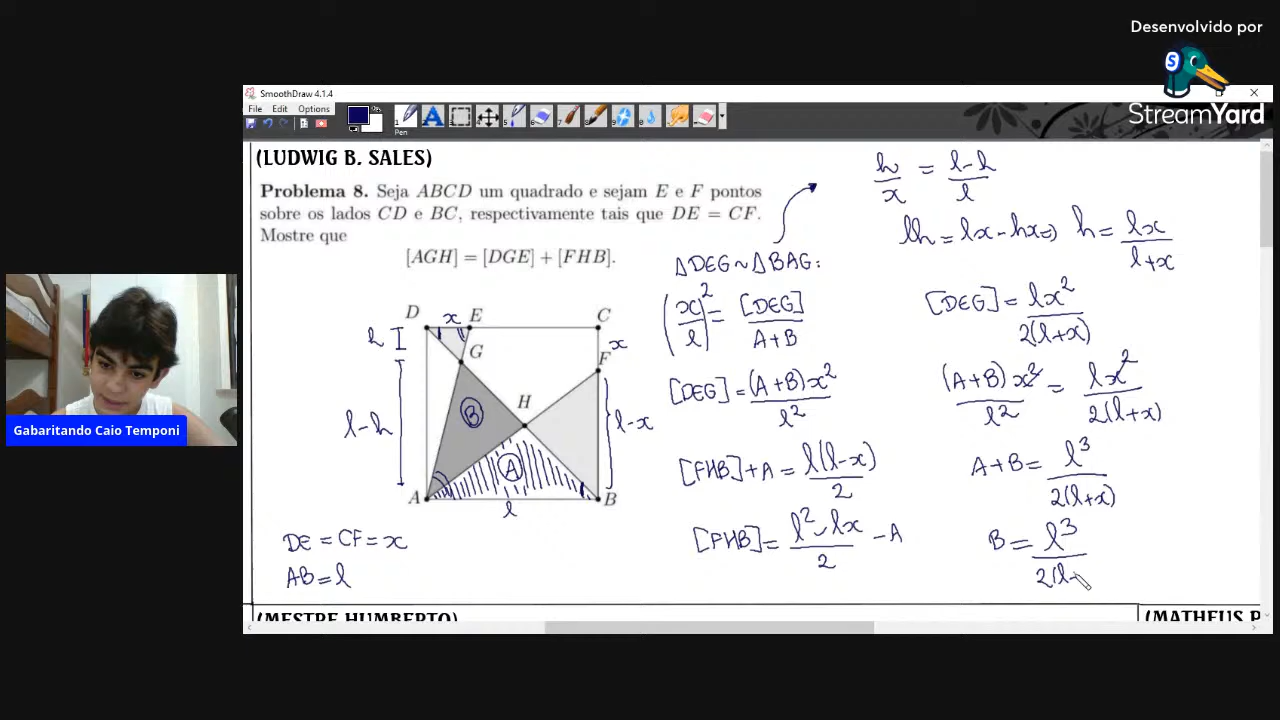 Desenvolvido por
S
StreamYard
SmoothDraw 4.1.4
File Edit Options
A
Pen
(LUDWIG B. SALES)
Problema 8. Seja ABCD um quadrado e sejam E e F pontos
sobre os lados CD e BC, respectivamente tais que DE = CF.
Mostre que
[AGH] = [DGE] + [FHB].
D x E C
h x
G F
H
B
l-h l-x
A
A l B
DE = CF = x
AB = l
ΔDEG ~ ΔBAG:
(x/l)² = [DEG]/A+B
[DEG] = (A+B)x²/l²
[FHB] + A = l(l-x)/2
[FHB] = l²-lx/2 - A
h/x = l-h/l
lh = lx - hx ⇒ h = lx/l+x
[DEG] = lx²/2(l+x)
(A+B)x²/l² = lx²/2(l+x)
A+B = l³/2(l+x)
B = l³/2(l+
Gabaritando Caio Temponi
(MESTRE HUMBERTO)
(MATHEUS P